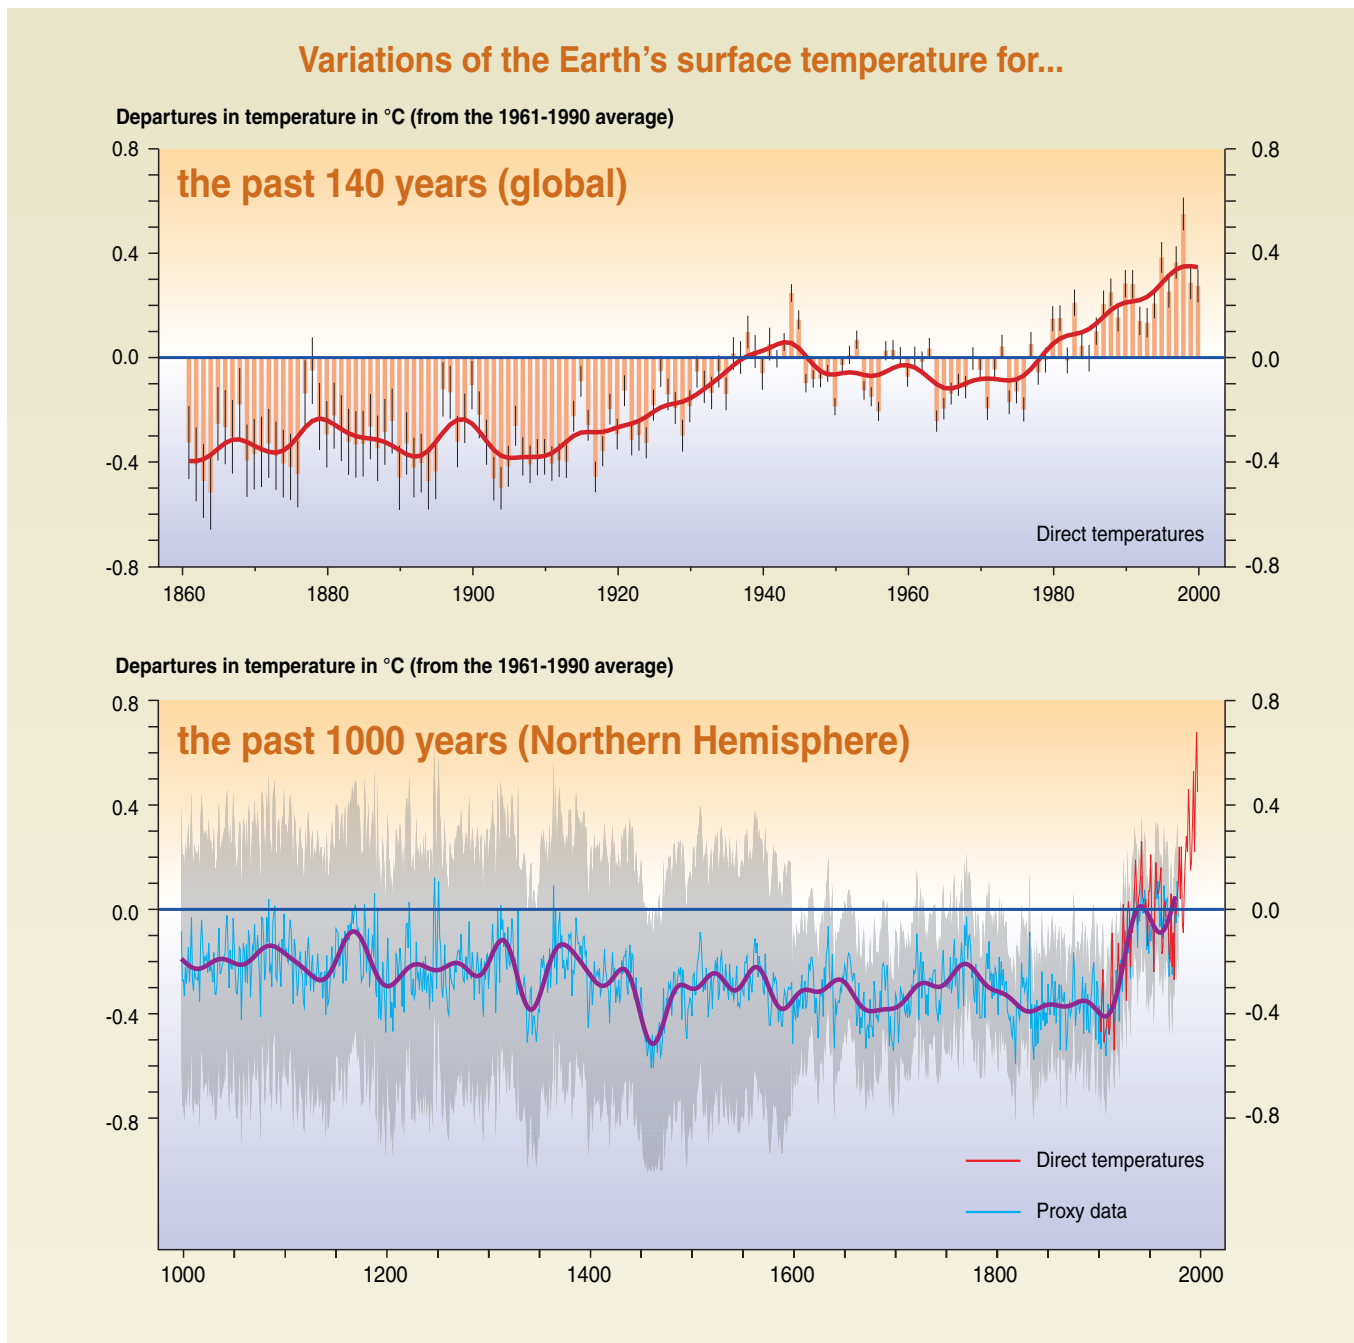 Variations of the Earth’s surface temperature for...
Departures in temperature in °C (from the 1961-1990 average)
the past 140 years (global)
0.8 0.8
0.4 0.4
0.0 0.0
-0.4 -0.4
-0.8 -0.8
Direct temperatures
1860 1880 1900 1920 1940 1960 1980 2000
Departures in temperature in °C (from the 1961-1990 average)
the past 1000 years (Northern Hemisphere)
0.8 0.8
0.4 0.4
0.0 0.0
-0.4 -0.4
-0.8 -0.8
Direct temperatures
Proxy data
1000 1200 1400 1600 1800 2000